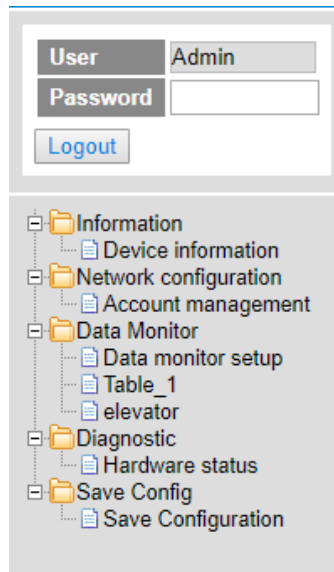 User Admin
Password
Logout
Information
Device information
Network configuration
Account management
Data Monitor
Data monitor setup
Table_1
elevator
Diagnostic
Hardware status
Save Config
Save Configuration